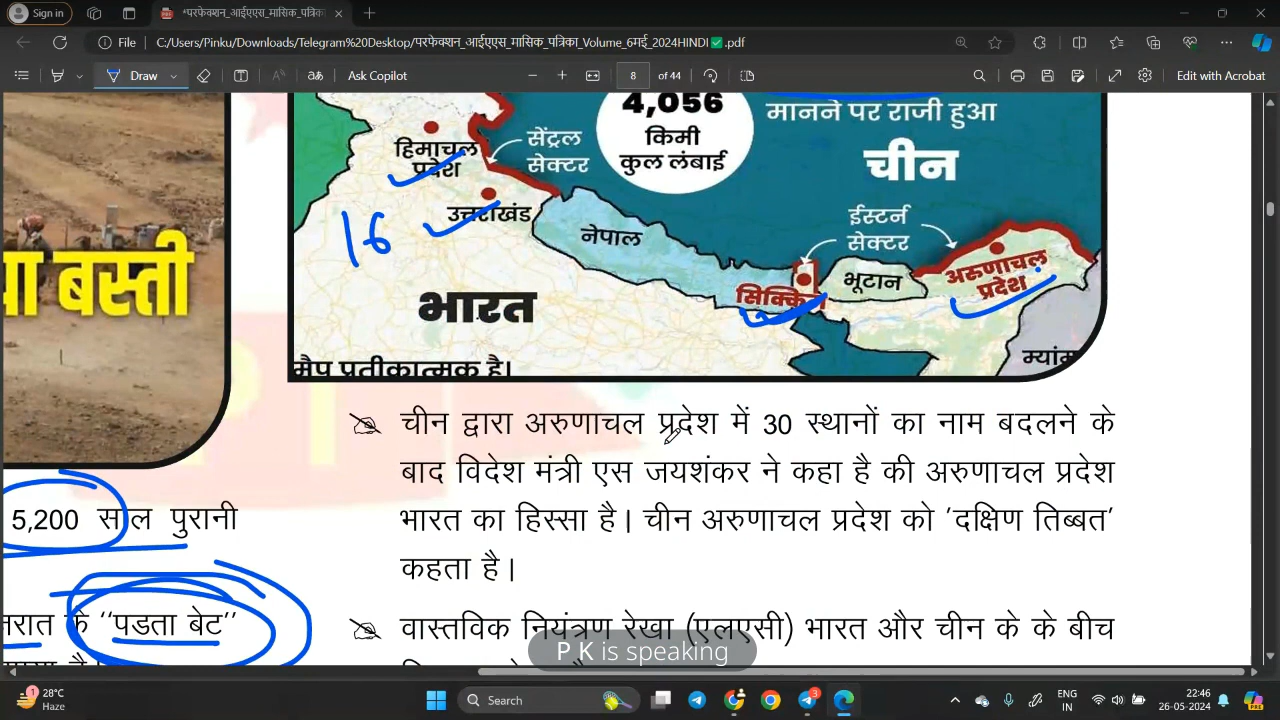 Sign in
*परफेक्शन_आईएएस_मासिक_पत्रिका
File C:/Users/Pinku/Downloads/Telegram%20Desktop/परफेक्शन_आईएएस_मासिक_पत्रिका_Volume_6मई_2024HINDI✅.pdf
Draw
Ask Copilot
8 of 44
Edit with Acrobat
4,056
किमी
कुल लंबाई
मानने पर राजी हुआ
चीन
हिमाचल
प्रदेश
सेंट्रल
सेक्टर
उत्तराखंड
16
नेपाल
ईस्टर्न
सेक्टर
सिक्किम
भूटान
अरुणाचल
प्रदेश
भारत
मैप प्रतीकात्मक है।
बस्ती
चीन द्वारा अरुणाचल प्रदेश में 30 स्थानों का नाम बदलने के
बाद विदेश मंत्री एस जयशंकर ने कहा है की अरुणाचल प्रदेश
भारत का हिस्सा है। चीन अरुणाचल प्रदेश को 'दक्षिण तिब्बत'
कहता है।
5,200 साल पुरानी
के "पडता बेट"
वास्तविक नियंत्रण रेखा (एलएसी) भारत और चीन के के बीच
P K is speaking
28°C
Haze
Search
ENG
IN
22:46
26-05-2024